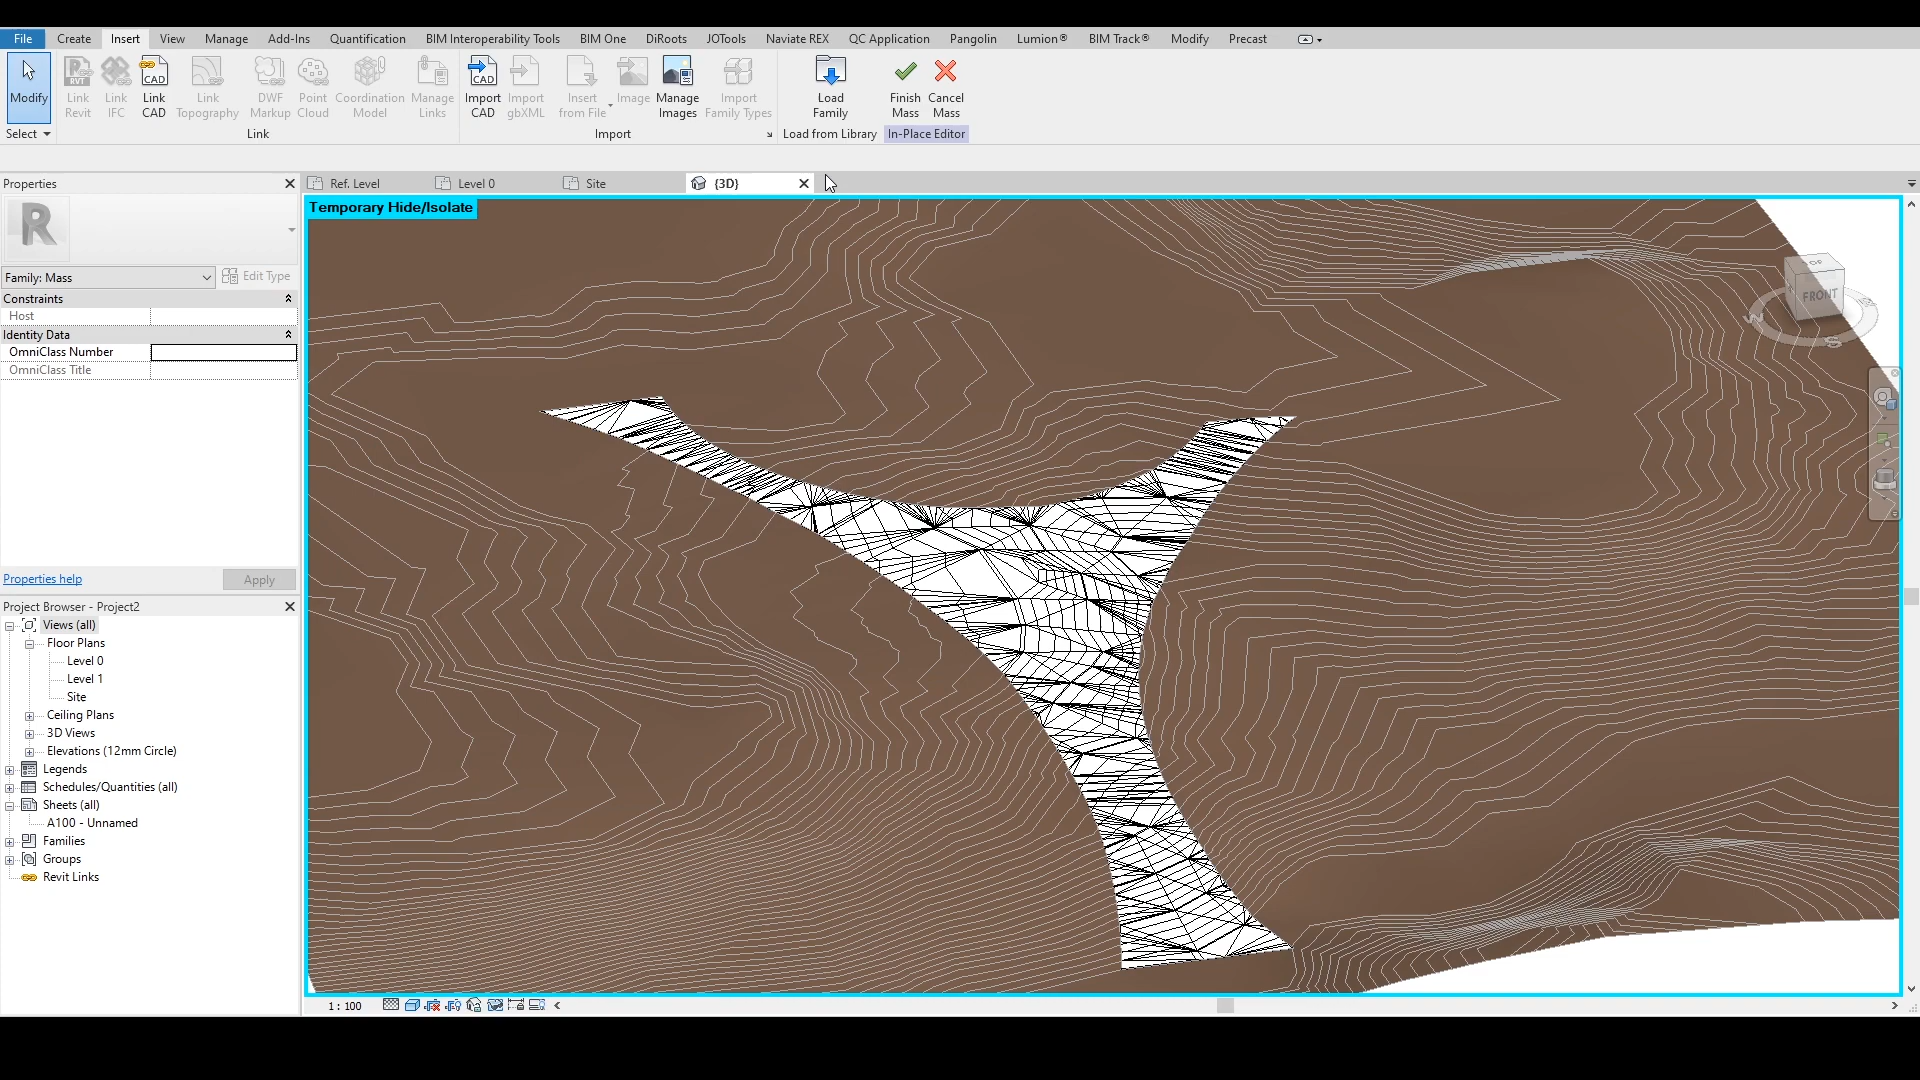 File Create Insert View Manage Add-Ins Quantification BIM Interoperability Tools BIM One DiRoots JOTools Naviate REX QC Application Pangolin Lumion® BIM Track® Modify Precast
Modify
Link Revit
Link IFC
Link CAD
Link Topography
DWF Markup
Point Cloud
Coordination Model
Manage Links
Import CAD
Import gbXML
Insert from File
Image
Manage Images
Import Family Types
Load Family
Finish Mass
Cancel Mass
Select Link Import Load from Library In-Place Editor
Properties
Ref. Level Level 0 Site {3D}
Temporary Hide/Isolate
R
Family: Mass Edit Type
Constraints
Host
Identity Data
OmniClass Number
OmniClass Title
Properties help Apply
Project Browser - Project2
Views (all)
Floor Plans
Level 0
Level 1
Site
Ceiling Plans
3D Views
Elevations (12mm Circle)
Legends
Schedules/Quantities (all)
Sheets (all)
A100 - Unnamed
Families
Groups
Revit Links
FRONT
W
S
1 : 100